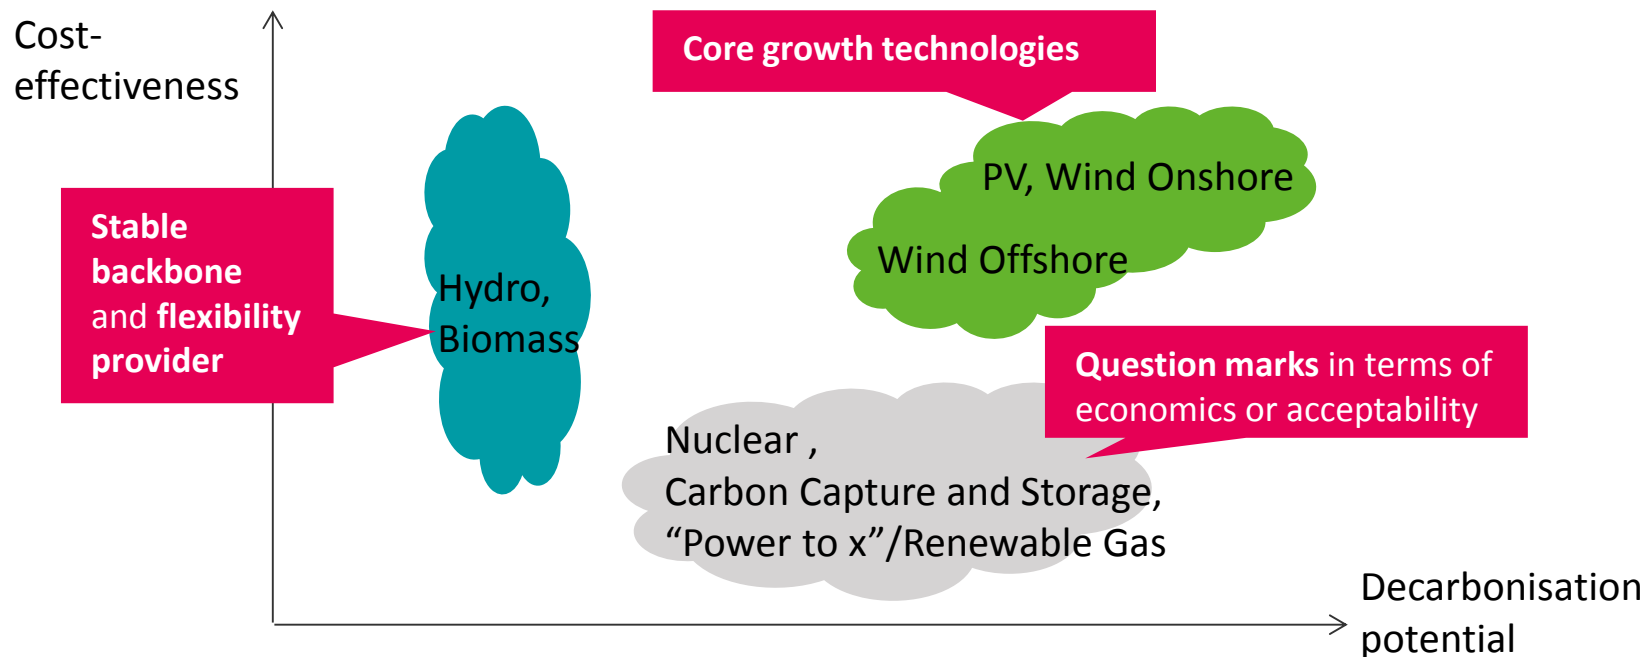 Cost-
effectiveness
Core growth technologies
PV, Wind Onshore
Wind Offshore
Stable
backbone
and flexibility
provider
Hydro,
Biomass
Question marks in terms of
economics or acceptability
Nuclear ,
Carbon Capture and Storage,
“Power to x”/Renewable Gas
Decarbonisation
potential